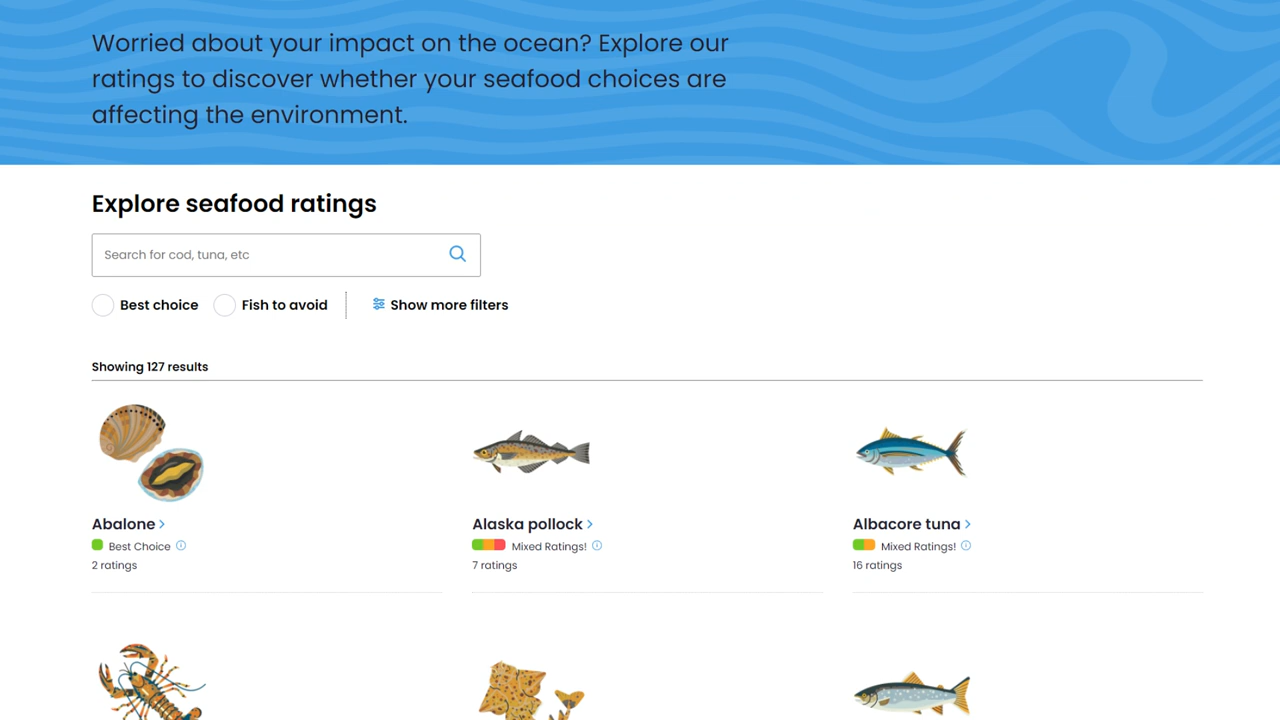 Worried about your impact on the ocean? Explore our
ratings to discover whether your seafood choices are
affecting the environment.
Explore seafood ratings
Search for cod, tuna, etc
Best choice
Fish to avoid
Show more filters
Showing 127 results
Abalone
Best Choice
2 ratings
Alaska pollock
Mixed Ratings!
7 ratings
Albacore tuna
Mixed Ratings!
16 ratings